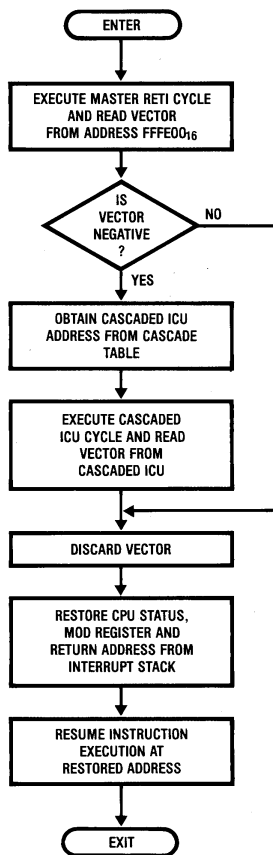 ENTER
EXECUTE MASTER RETI CYCLE
AND READ VECTOR
FROM ADDRESS FFFE00₁₆
IS
VECTOR
NEGATIVE
?
NO
YES
OBTAIN CASCADED ICU
ADDRESS FROM CASCADE
TABLE
EXECUTE CASCADED
ICU CYCLE AND READ
VECTOR FROM
CASCADED ICU
DISCARD VECTOR
RESTORE CPU STATUS,
MOD REGISTER AND
RETURN ADDRESS FROM
INTERRUPT STACK
RESUME INSTRUCTION
EXECUTION AT
RESTORED ADDRESS
EXIT